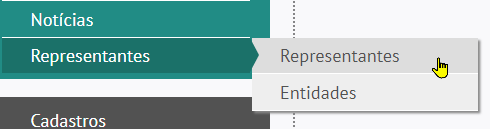 Notícias
Representantes
Representantes
Entidades
Cadastros